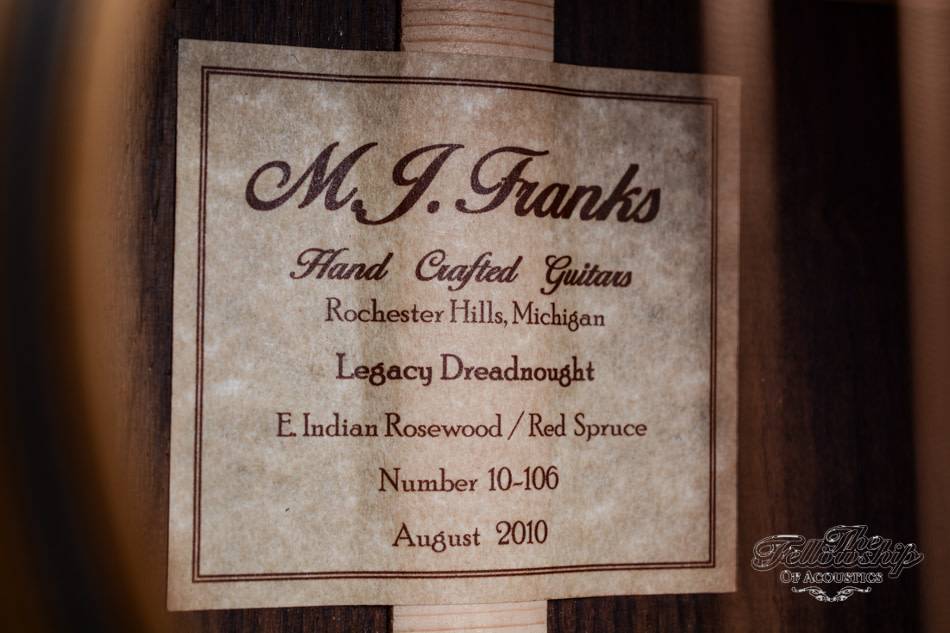 M.J. Franks
Hand Crafted Guitars
Rochester Hills, Michigan
Legacy Dreadnought
E. Indian Rosewood / Red Spruce
Number 10-106
August 2010
The
Fellowship
Of Acoustics